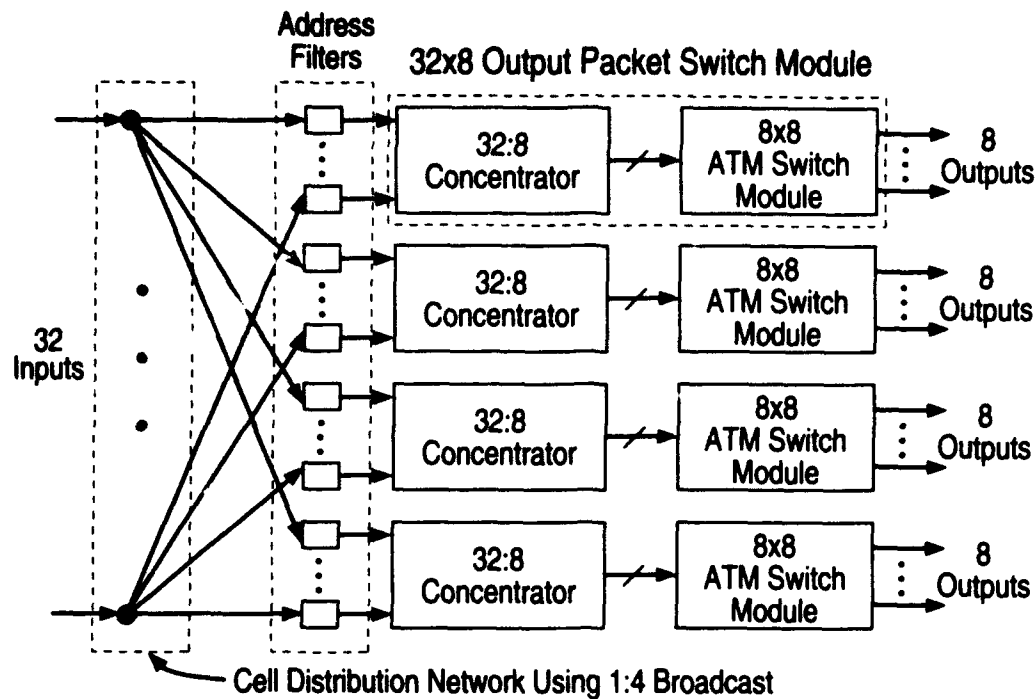 Address
Filters
32x8 Output Packet Switch Module
32:8
Concentrator
8x8
ATM Switch
Module
8
Outputs
32:8
Concentrator
8x8
ATM Switch
Module
8
Outputs
32
Inputs
32:8
Concentrator
8x8
ATM Switch
Module
8
Outputs
32:8
Concentrator
8x8
ATM Switch
Module
8
Outputs
Cell Distribution Network Using 1:4 Broadcast